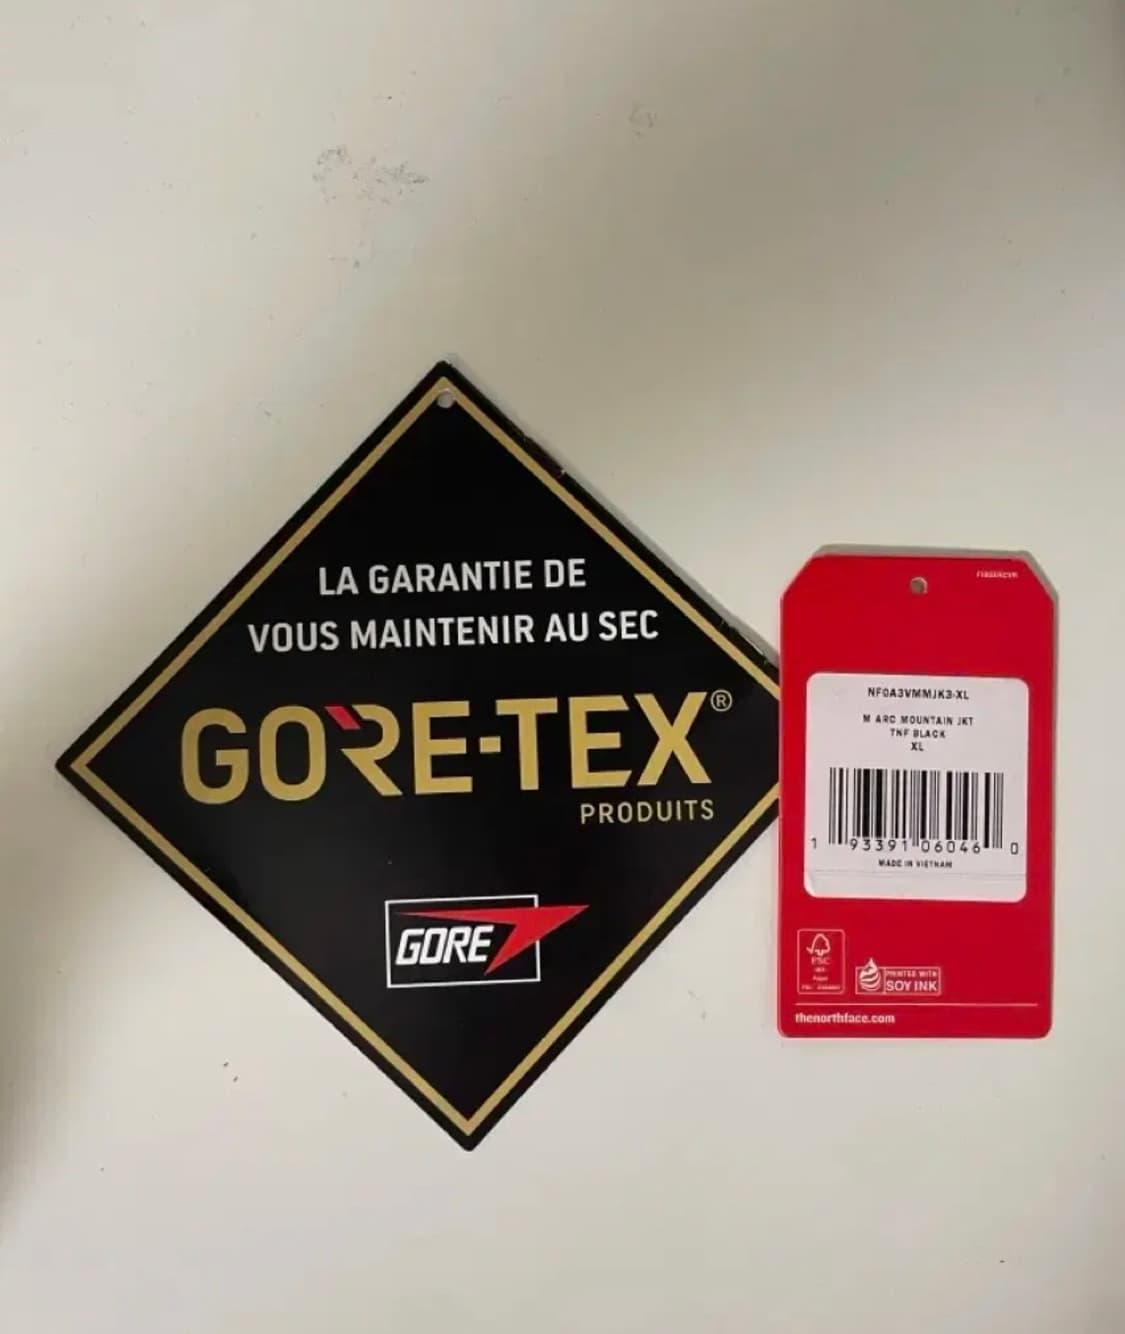 LA GARANTIE DE
VOUS MAINTENIR AU SEC
GORE-TEX®
PRODUITS
GORE
NF0A3VMMJK3-XL
M ARC MOUNTAIN JKT
TNF BLACK
XL
1 93391 06046 0
MADE IN VIETNAM
FSC
PRINTED WITH
SOY INK
thenorthface.com